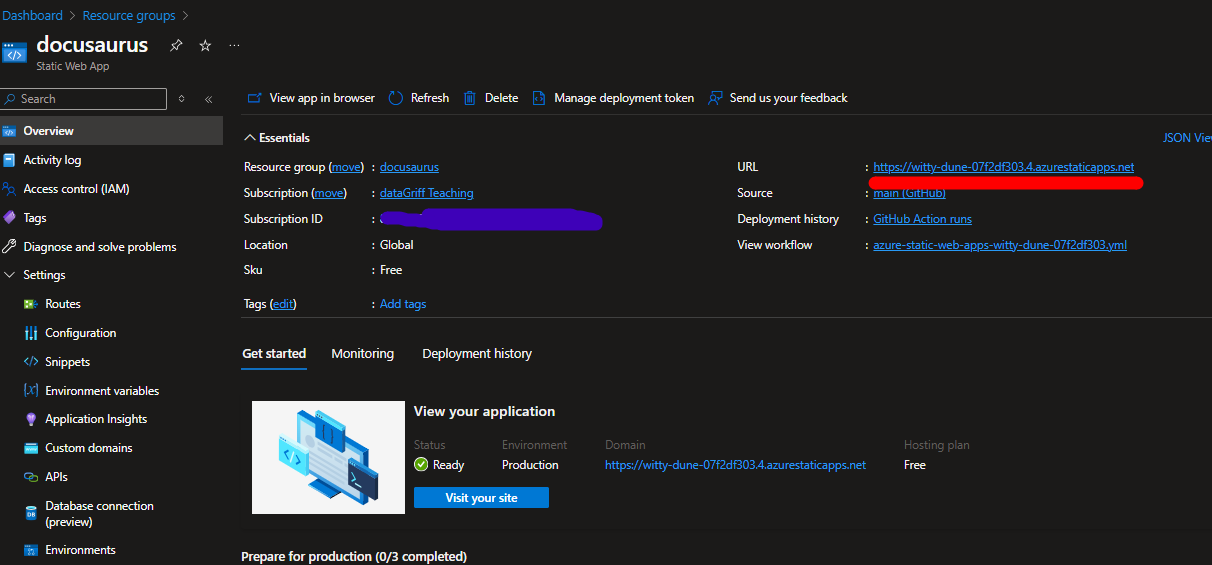 Dashboard > Resource groups >
docusaurus
Static Web App
Search
View app in browser
Refresh
Delete
Manage deployment token
Send us your feedback
Overview
Activity log
Access control (IAM)
Tags
Diagnose and solve problems
Settings
Routes
Configuration
Snippets
Environment variables
Application Insights
Custom domains
APIs
Database connection
(preview)
Environments
Essentials
JSON Vie
Resource group (move) : docusaurus
Subscription (move) : dataGriff Teaching
Subscription ID :
Location : Global
Sku : Free
Tags (edit) : Add tags
URL : https://witty-dune-07f2df303.4.azurestaticapps.net
Source : main (GitHub)
Deployment history : GitHub Action runs
View workflow : azure-static-web-apps-witty-dune-07f2df303.yml
Get started
Monitoring
Deployment history
View your application
Status
Ready
Environment
Production
Domain
https://witty-dune-07f2df303.4.azurestaticapps.net
Hosting plan
Free
Visit your site
Prepare for production (0/3 completed)